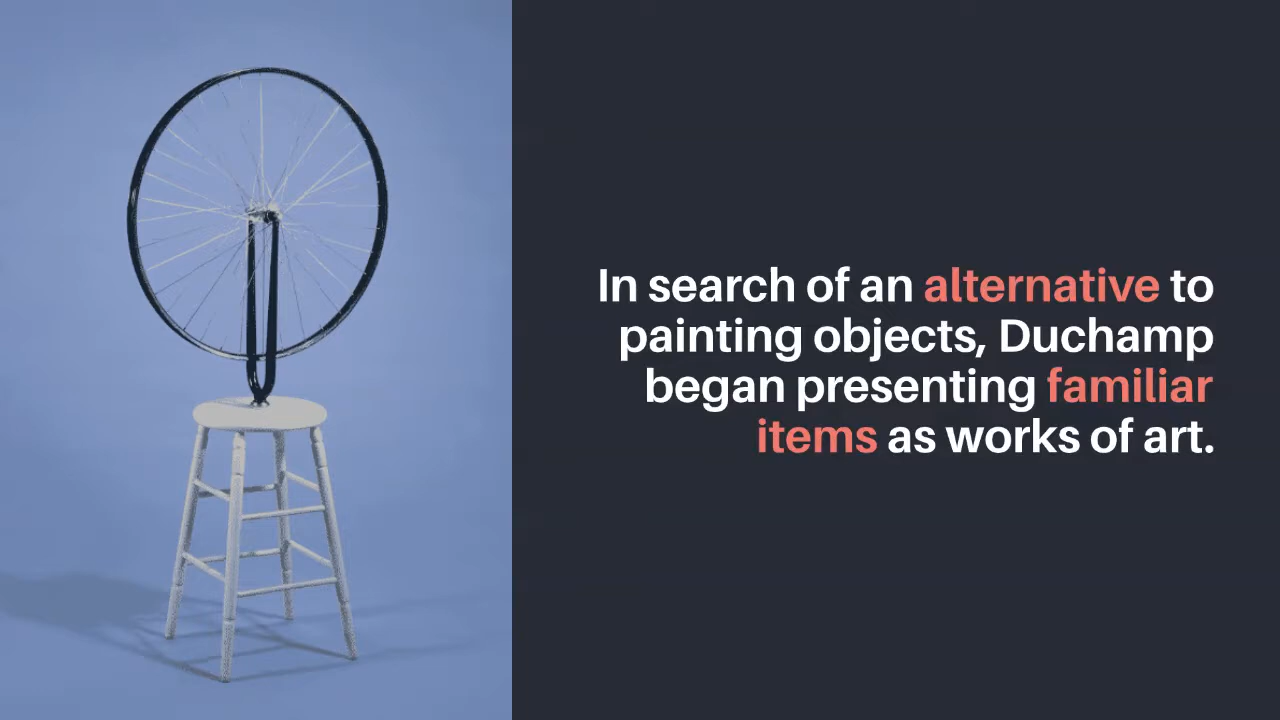 In search of an alternative to
painting objects, Duchamp
began presenting familiar
items as works of art.